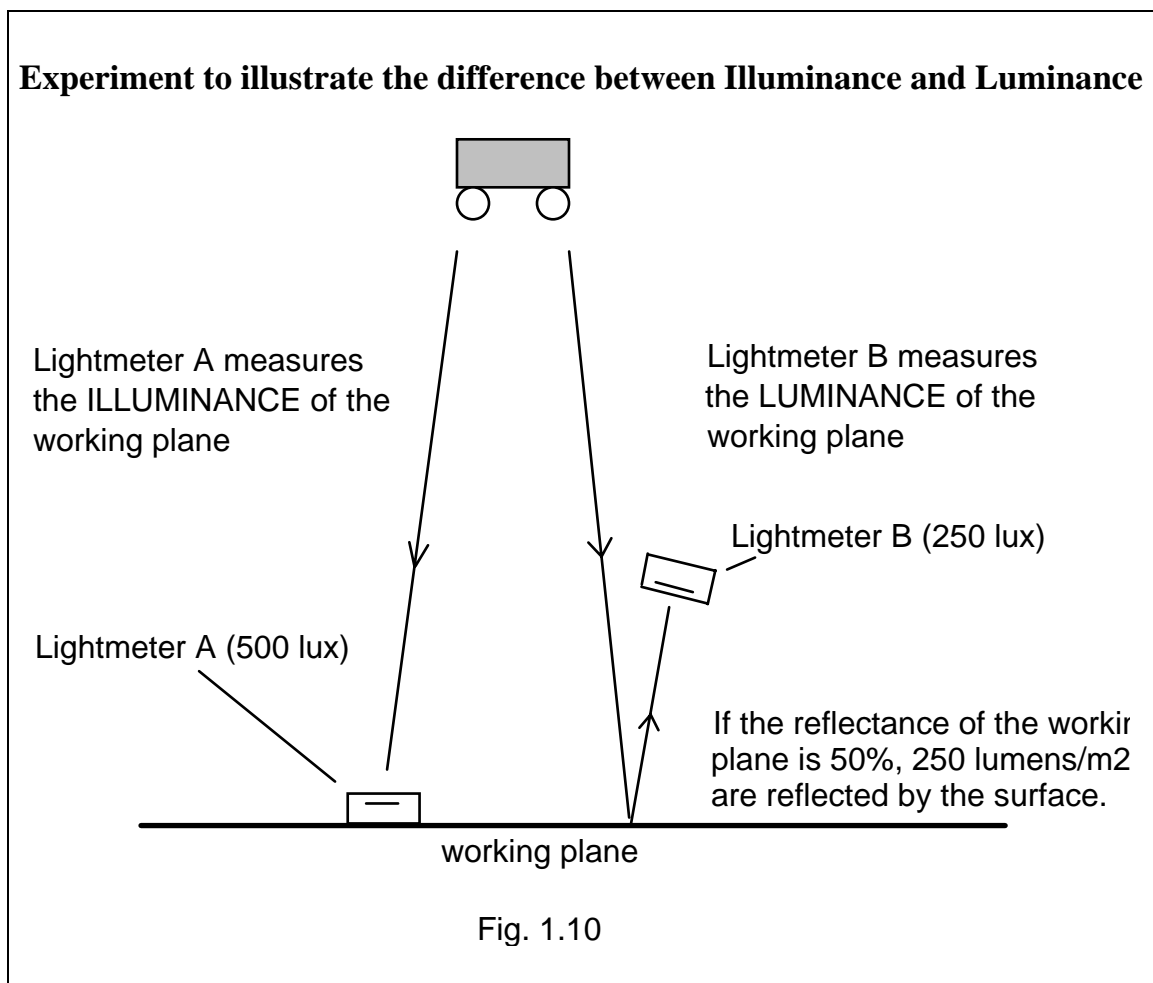 Experiment to illustrate the difference between Illuminance and Luminance
Lightmeter A measures
the ILLUMINANCE of the
working plane
Lightmeter B measures
the LUMINANCE of the
working plane
Lightmeter B (250 lux)
Lightmeter A (500 lux)
If the reflectance of the
plane is 50%, 250 lumens/m2
are reflected by the surface.
working plane
Fig. 1.10